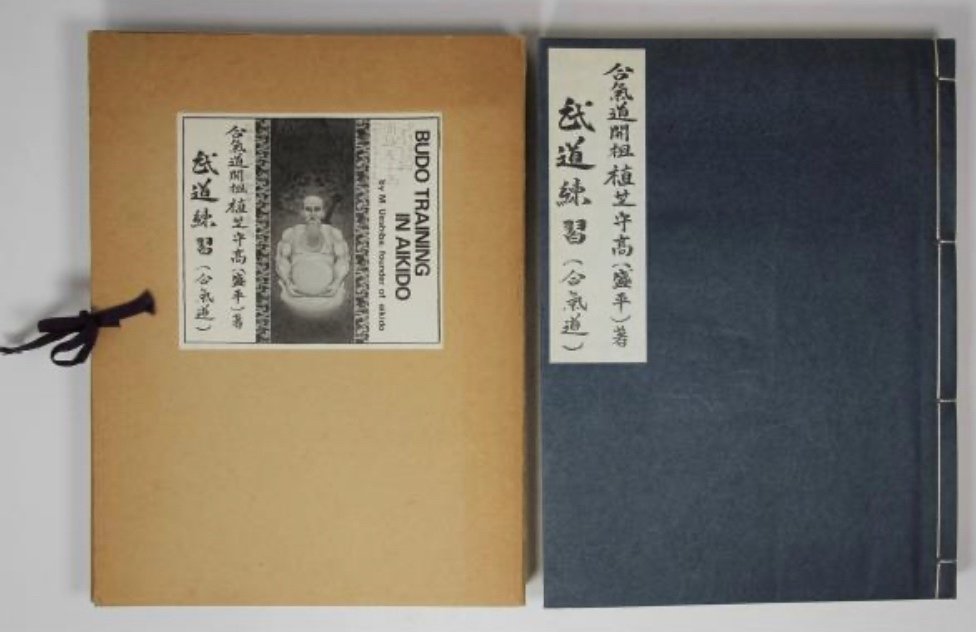 BUDO TRAINING
IN AIKIDO
by M Ueshiba founder of aikido
合氣道開祖植芝守高(盛平)著
武道練習(合氣道)
合氣道開祖植芝守高(盛平)著
武道練習(合氣道)